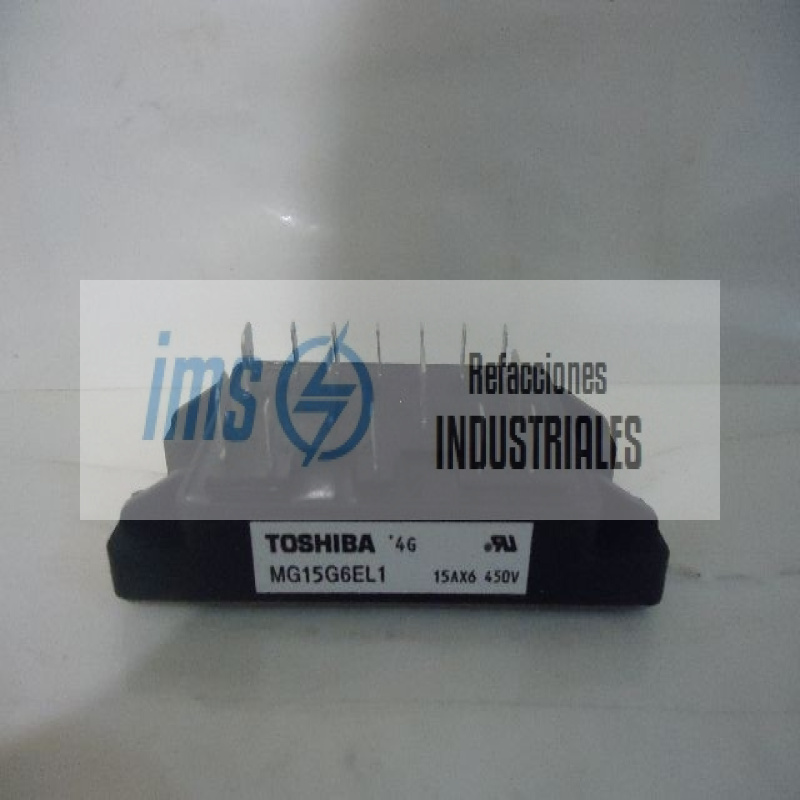 ims
Refacciones
INDUSTRIALES
TOSHIBA '4G
MG15G6EL1 15AX6 450V